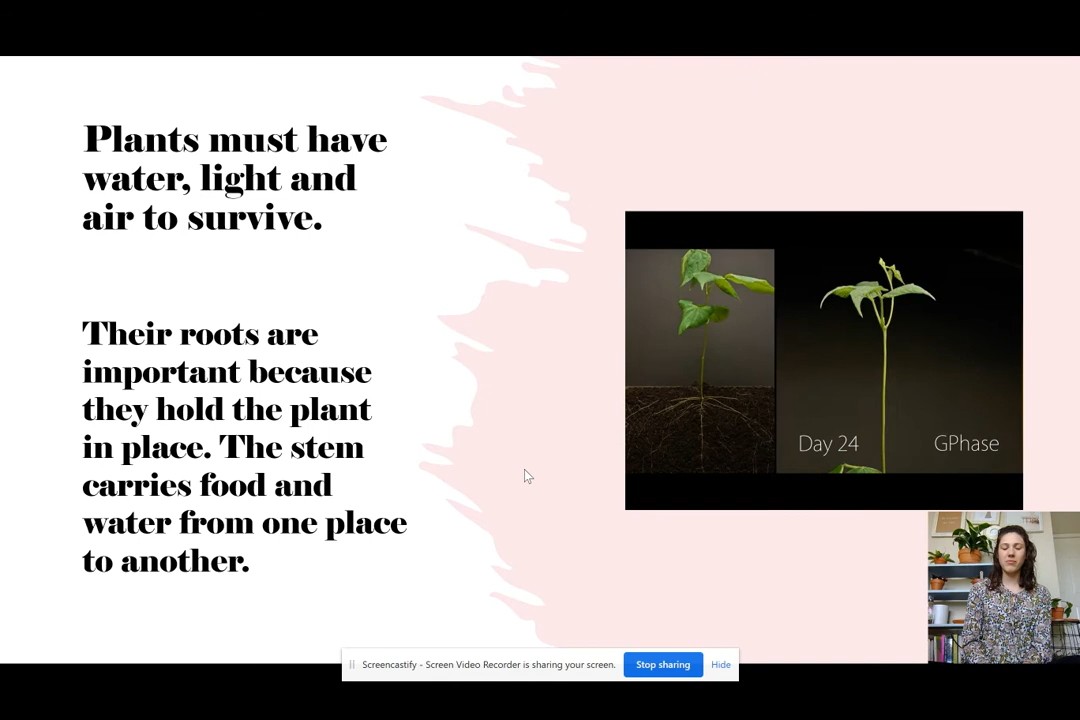 Plants must have
water, light and
air to survive.
Their roots are
important because
they hold the plant
in place. The stem
carries food and
water from one place
to another.
Day 24
GPhase
Screencastify - Screen Video Recorder is sharing your screen.
Stop sharing
Hide